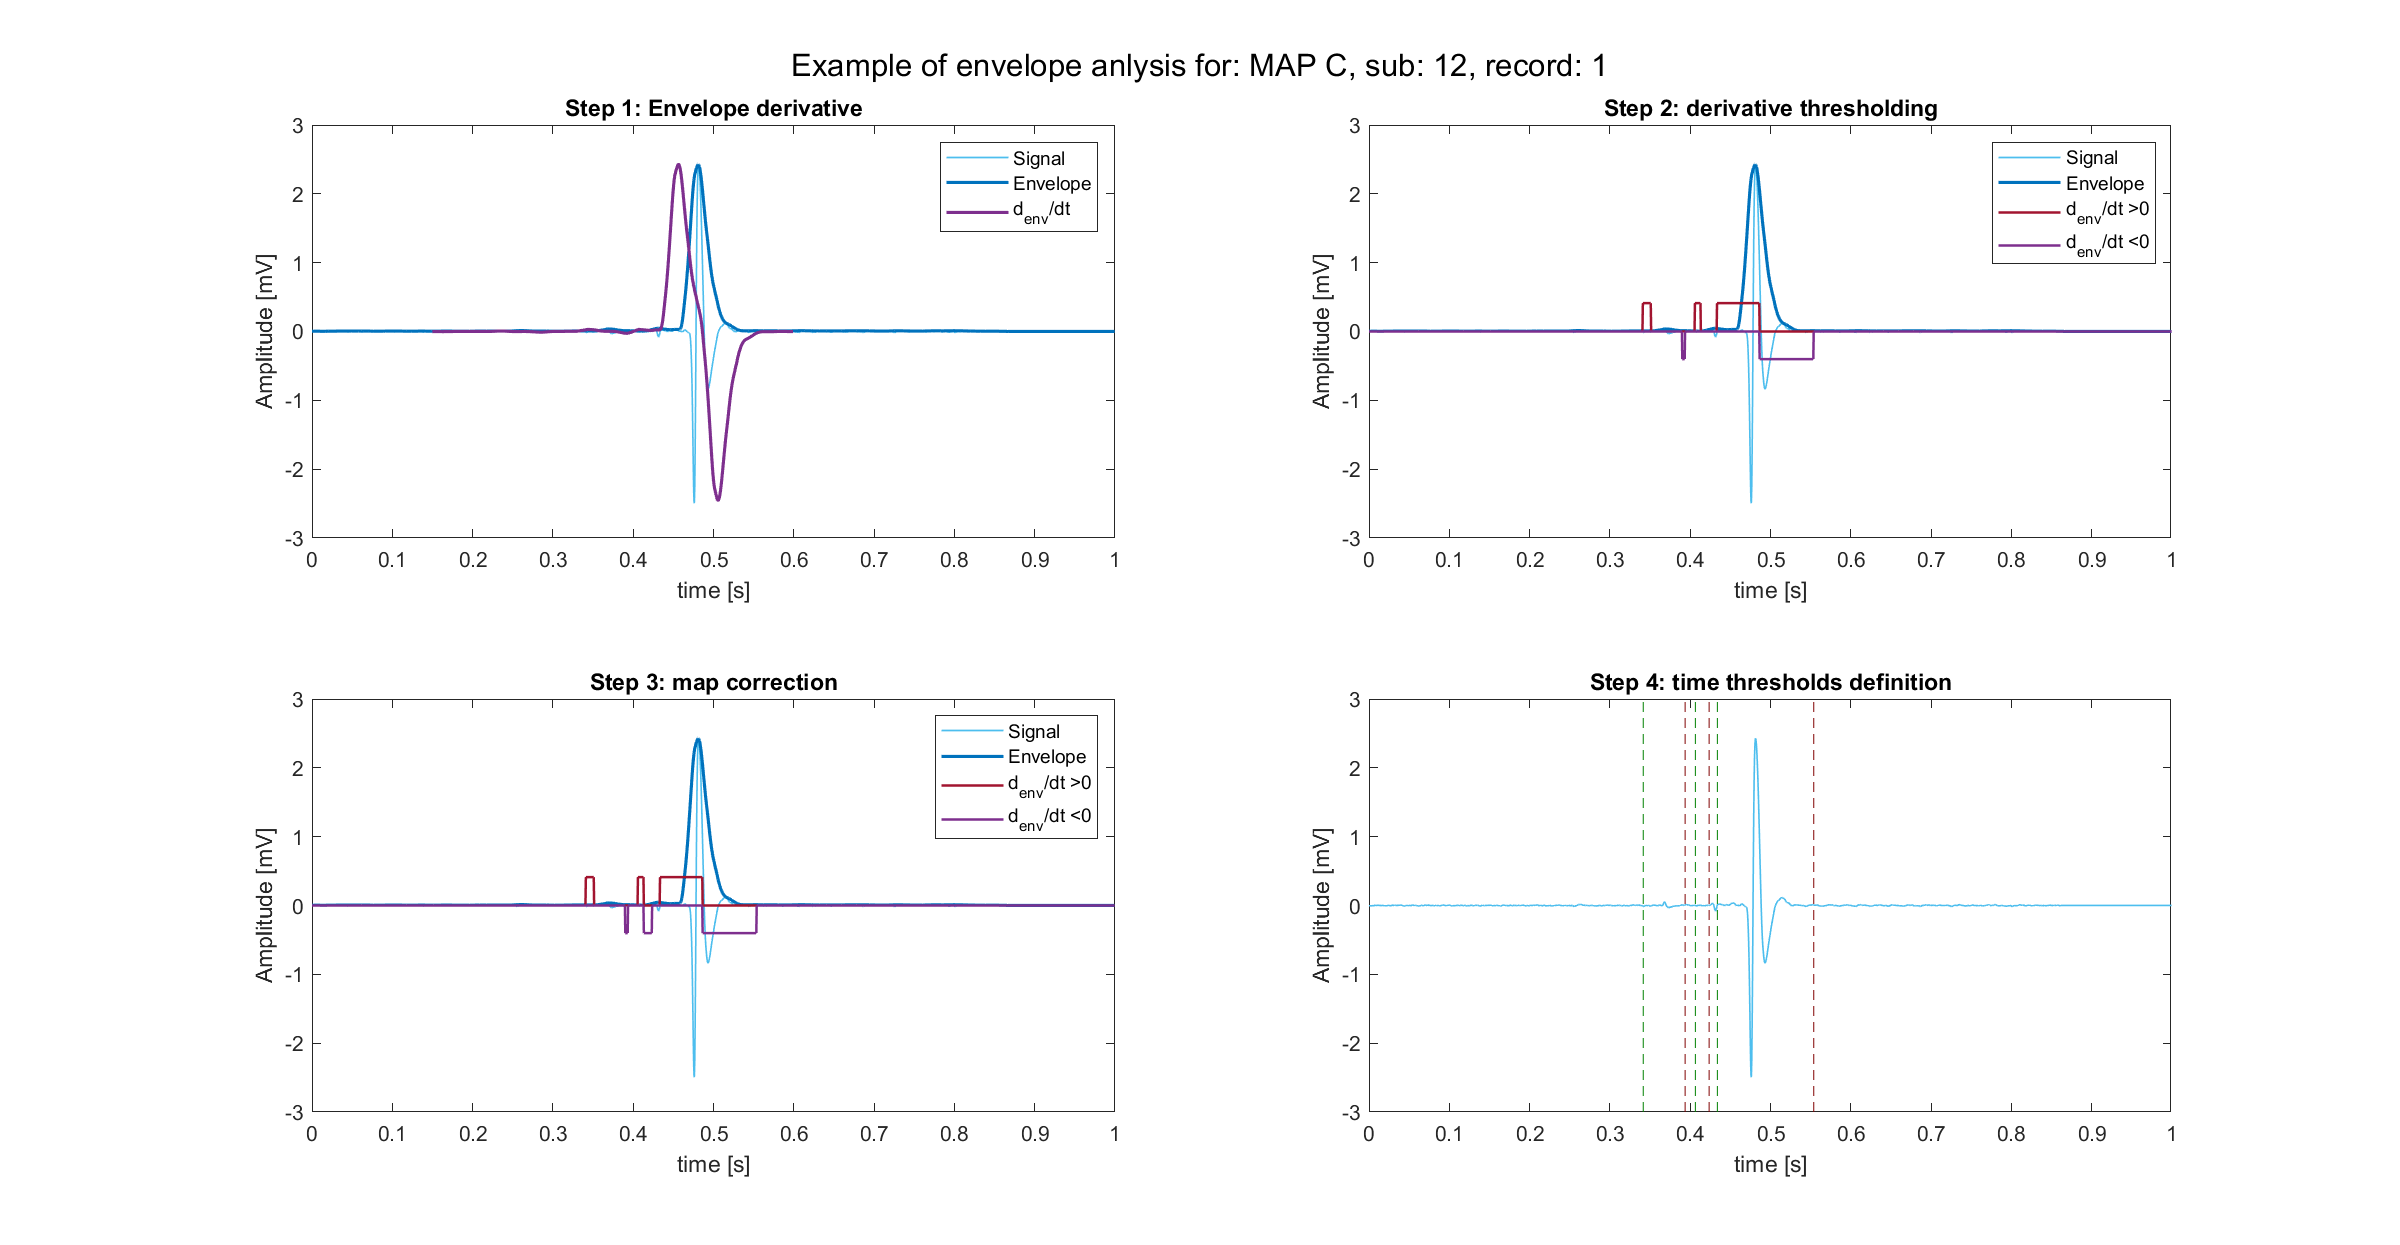 Example of envelope anlysis for: MAP C, sub: 12, record: 1
Step 1: Envelope derivative
3
2
1
0
-1
-2
-3
Amplitude [mV]
0 0.1 0.2 0.3 0.4 0.5 0.6 0.7 0.8 0.9 1
time [s]
Signal
Envelope
d_env/dt
Step 2: derivative thresholding
3
2
1
0
-1
-2
-3
Amplitude [mV]
0 0.1 0.2 0.3 0.4 0.5 0.6 0.7 0.8 0.9 1
time [s]
Signal
Envelope
d_env/dt >0
d_env/dt <0
Step 3: map correction
3
2
1
0
-1
-2
-3
Amplitude [mV]
0 0.1 0.2 0.3 0.4 0.5 0.6 0.7 0.8 0.9 1
time [s]
Signal
Envelope
d_env/dt >0
d_env/dt <0
Step 4: time thresholds definition
3
2
1
0
-1
-2
-3
Amplitude [mV]
0 0.1 0.2 0.3 0.4 0.5 0.6 0.7 0.8 0.9 1
time [s]